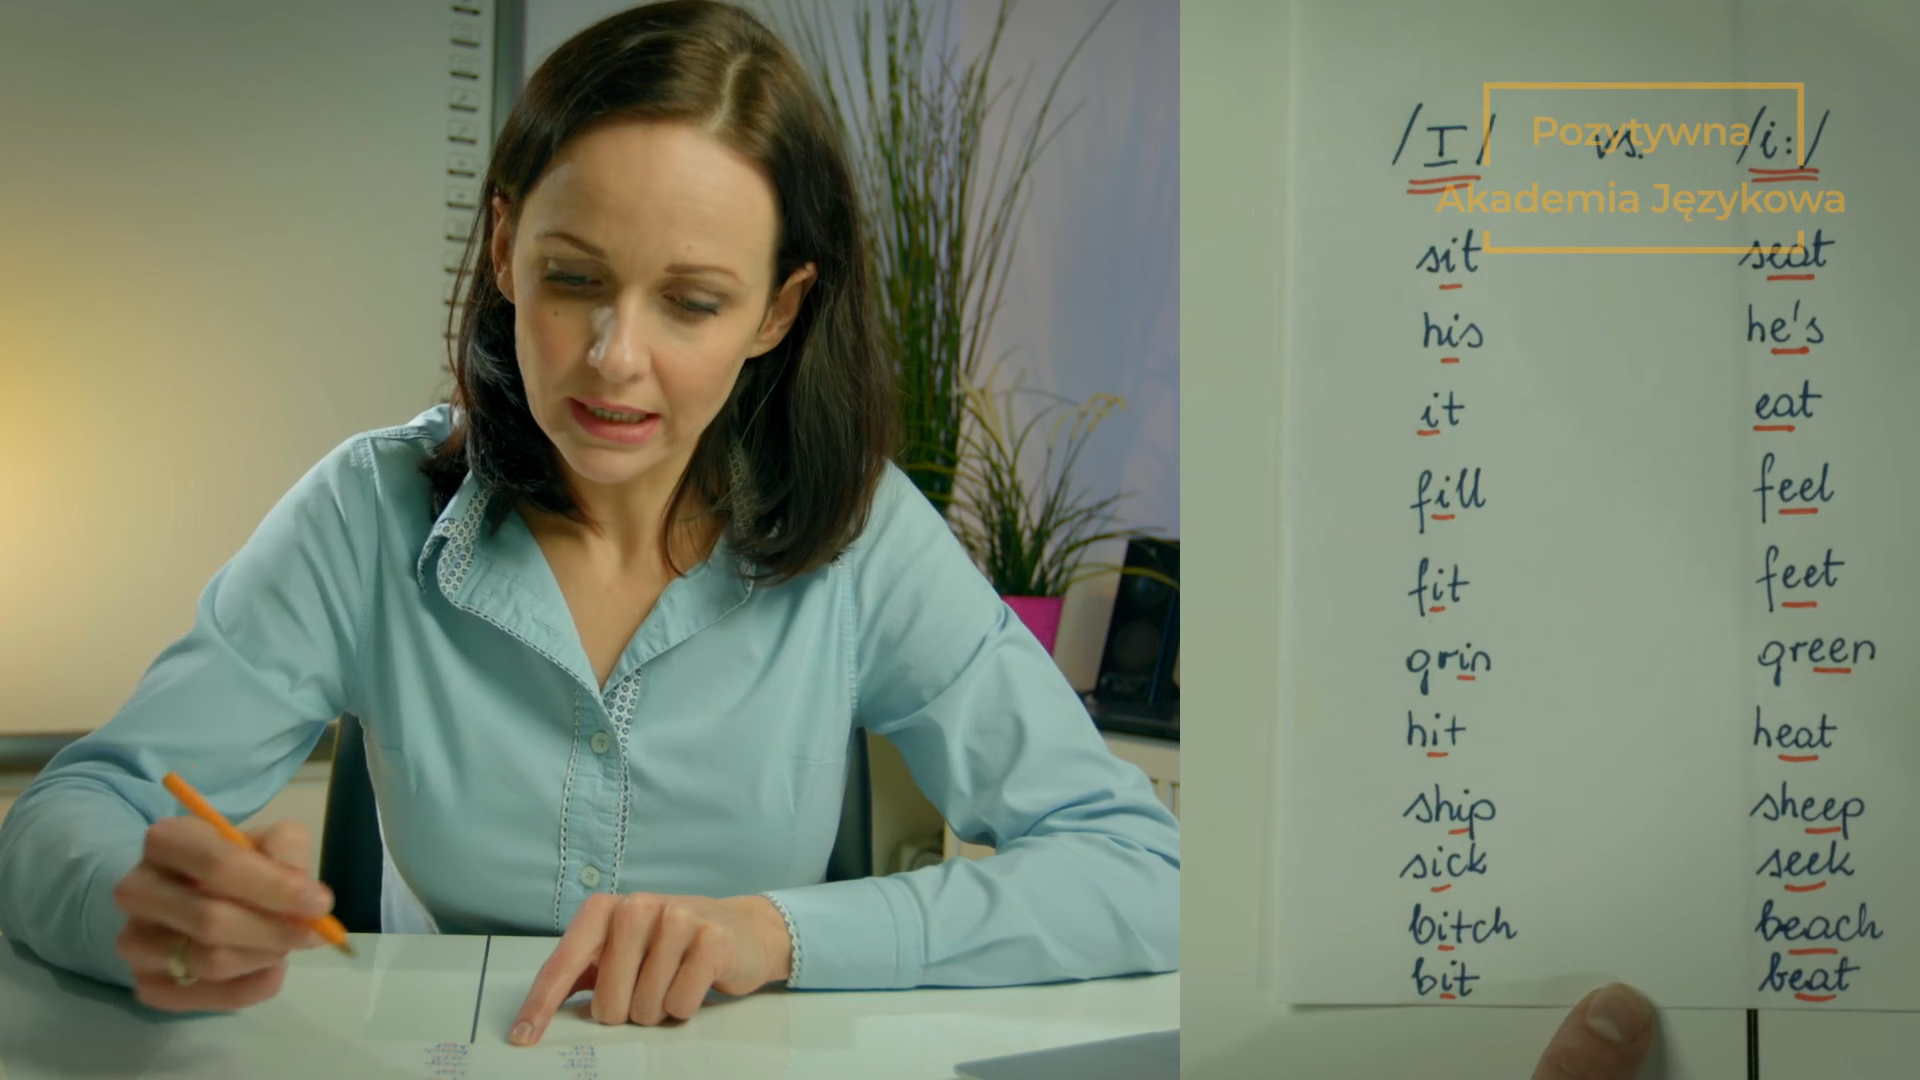 /I/ vs. /i:/
Pozytywna
Akademia Językowa
sit seat
his he's
it eat
fill feel
fit feet
grin green
hit heat
ship sheep
sick seek
bitch beach
bit beat